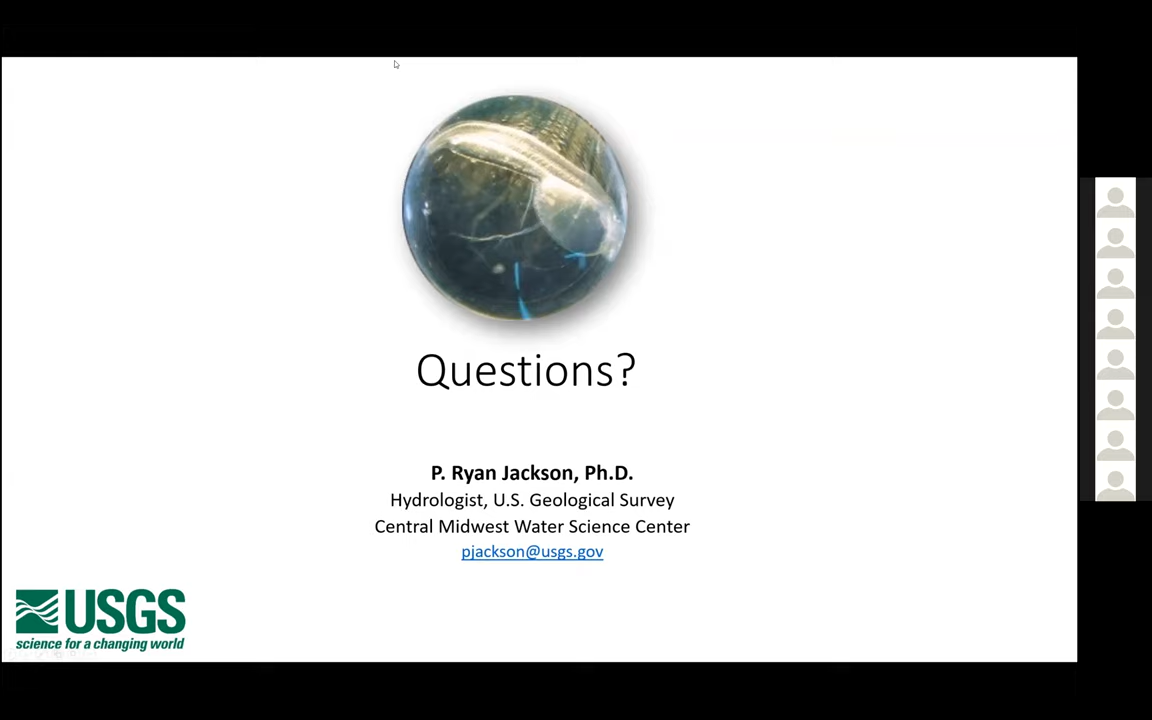 Questions?
P. Ryan Jackson, Ph.D.
Hydrologist, U.S. Geological Survey
Central Midwest Water Science Center
pjackson@usgs.gov
USGS
science for a changing world